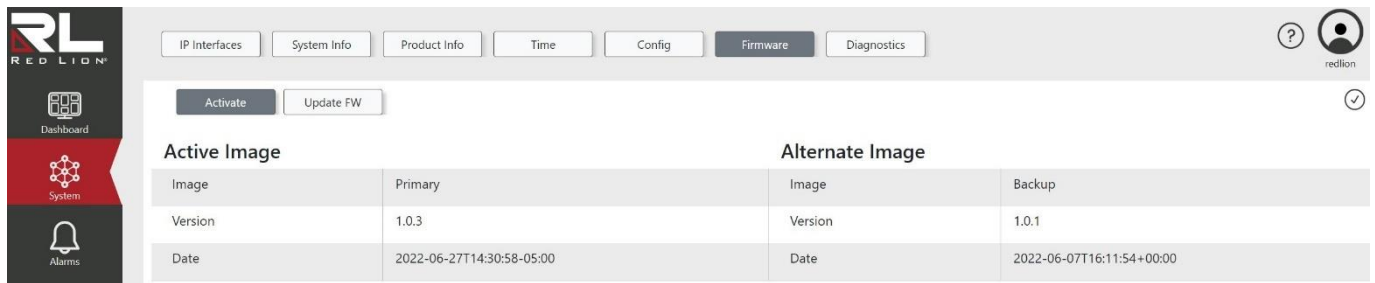 RL
RED LION®
IP Interfaces System Info Product Info Time Config Firmware Diagnostics
?
redlion
Dashboard
Activate Update FW
System
Active Image Alternate Image
Image Primary Image Backup
Version 1.0.3 Version 1.0.1
Alarms
Date 2022-06-27T14:30:58-05:00 Date 2022-06-07T16:11:54+00:00